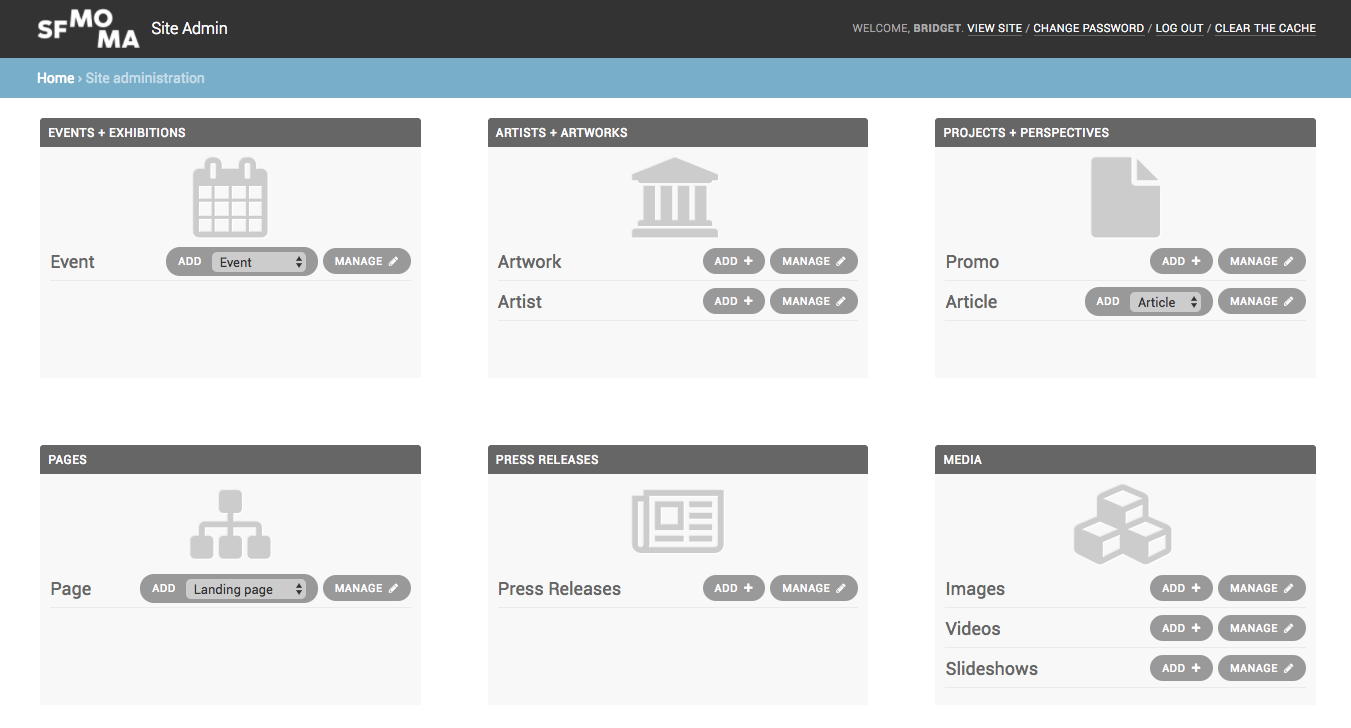 SFMOMA Site Admin
WELCOME, BRIDGET. VIEW SITE / CHANGE PASSWORD / LOG OUT / CLEAR THE CACHE
Home › Site administration
EVENTS + EXHIBITIONS
Event ADD Event MANAGE
ARTISTS + ARTWORKS
Artwork ADD + MANAGE
Artist ADD + MANAGE
PROJECTS + PERSPECTIVES
Promo ADD + MANAGE
Article ADD Article MANAGE
PAGES
Page ADD Landing page MANAGE
PRESS RELEASES
Press Releases ADD + MANAGE
MEDIA
Images ADD + MANAGE
Videos ADD + MANAGE
Slideshows ADD + MANAGE